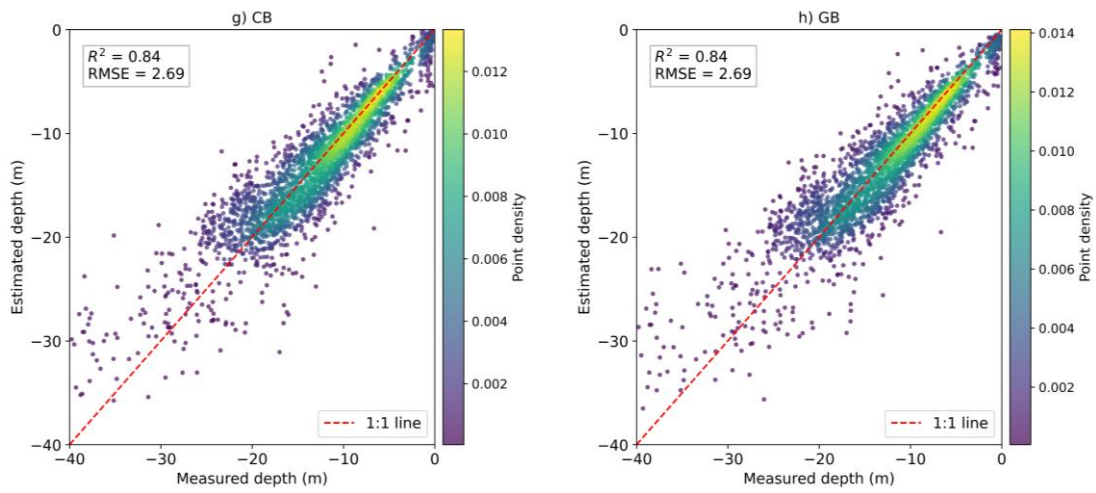 g) CB
R² = 0.84
RMSE = 2.69
0
−10
−20
−30
−40
Estimated depth (m)
−40
−30
−20
−10
0
Measured depth (m)
1:1 line
0.012
0.010
0.008
0.006
0.004
0.002
Point density
h) GB
R² = 0.84
RMSE = 2.69
0
−10
−20
−30
−40
Estimated depth (m)
−40
−30
−20
−10
0
Measured depth (m)
1:1 line
0.014
0.012
0.010
0.008
0.006
0.004
0.002
Point density